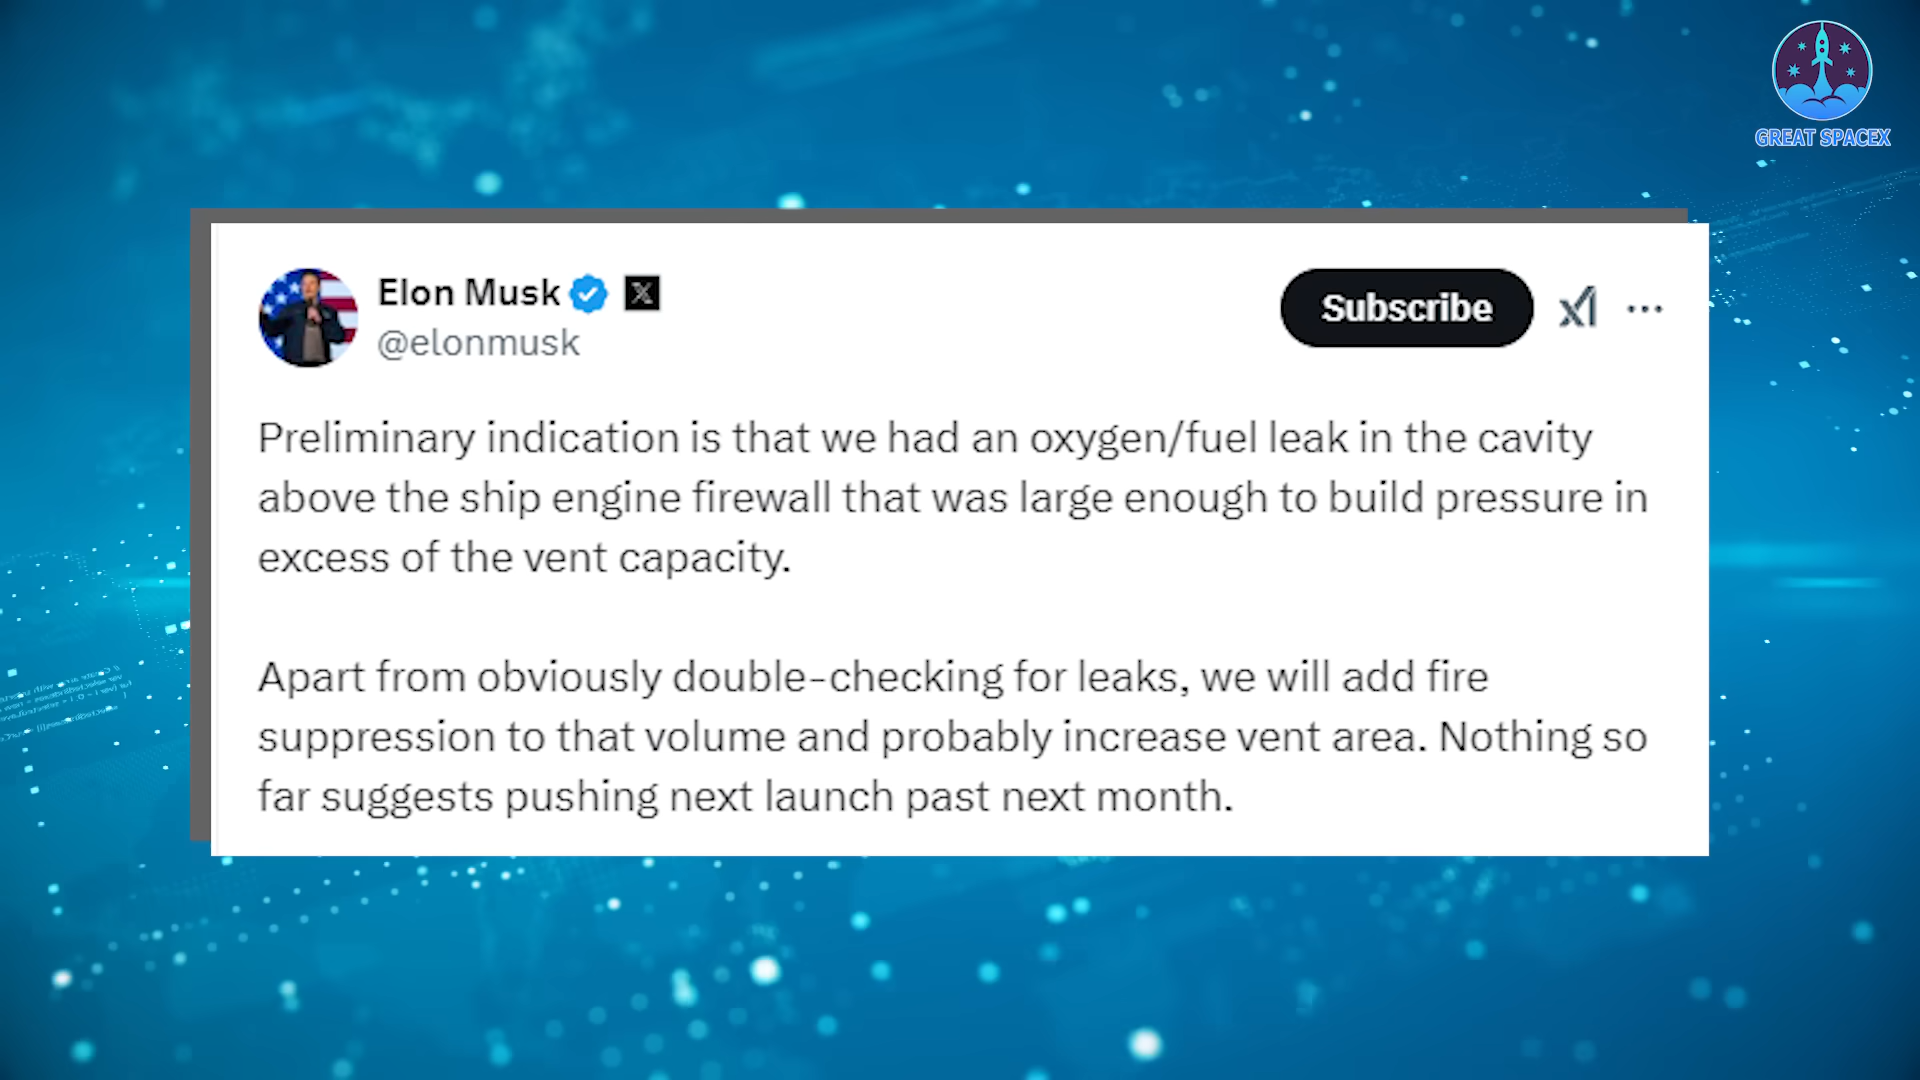 GREAT SPACEX
Elon Musk
@elonmusk
Subscribe
Preliminary indication is that we had an oxygen/fuel leak in the cavity
above the ship engine firewall that was large enough to build pressure in
excess of the vent capacity.
Apart from obviously double-checking for leaks, we will add fire
suppression to that volume and probably increase vent area. Nothing so
far suggests pushing next launch past next month.